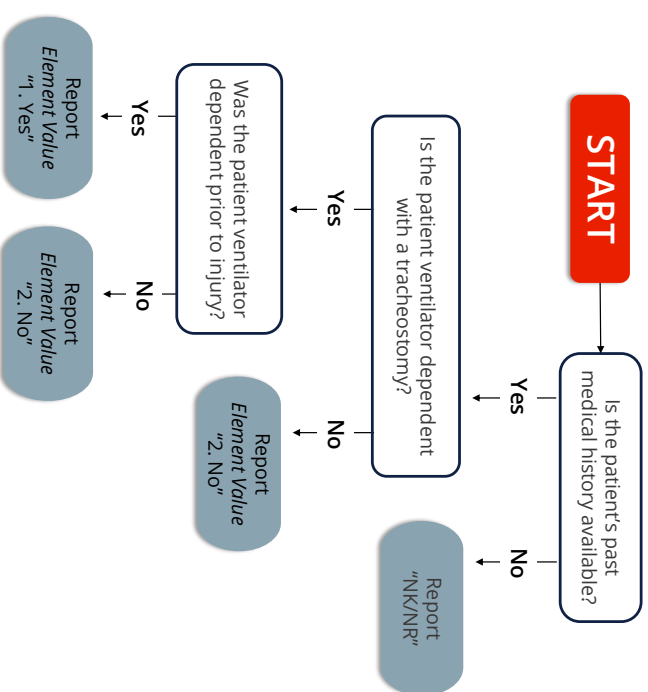 START
Is the patient's past
medical history available?
Yes
No
Is the patient ventilator dependent
with a tracheostomy?
Report
"NK/NR"
Yes
No
Was the patient ventilator
dependent prior to injury?
Report
Element Value
"2. No"
Yes
No
Report
Element Value
"1. Yes"
Report
Element Value
"2. No"